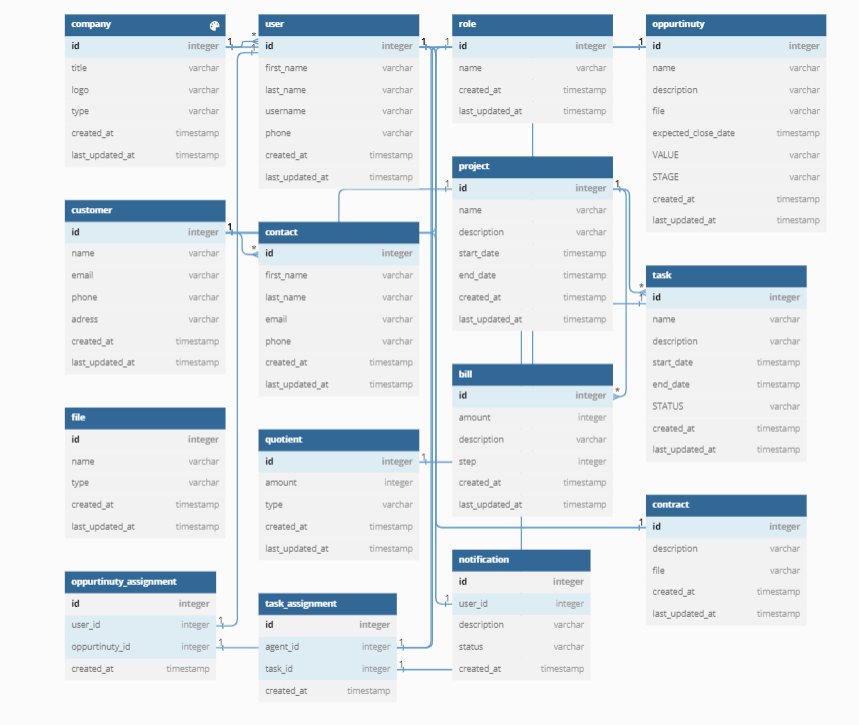 company
id integer
title varchar
logo varchar
type varchar
created_at timestamp
last_updated_at timestamp
user
id integer
first_name varchar
last_name varchar
username varchar
phone varchar
created_at timestamp
last_updated_at timestamp
role
id integer
name varchar
created_at timestamp
last_updated_at timestamp
oppurtinuty
id integer
name varchar
description varchar
file varchar
expected_close_date timestamp
VALUE varchar
STAGE varchar
created_at timestamp
last_updated_at timestamp
customer
id integer
name varchar
email varchar
phone varchar
adress varchar
created_at timestamp
last_updated_at timestamp
contact
id integer
first_name varchar
last_name varchar
email varchar
phone varchar
created_at timestamp
last_updated_at timestamp
project
id integer
name varchar
description varchar
start_date timestamp
end_date timestamp
created_at timestamp
last_updated_at timestamp
task
id integer
name varchar
description varchar
start_date timestamp
end_date timestamp
STATUS varchar
created_at timestamp
last_updated_at timestamp
file
id integer
name varchar
type varchar
created_at timestamp
last_updated_at timestamp
quotient
id integer
amount integer
type varchar
created_at timestamp
last_updated_at timestamp
bill
id integer
amount integer
description varchar
step integer
created_at timestamp
last_updated_at timestamp
contract
id integer
description varchar
file varchar
created_at timestamp
last_updated_at timestamp
oppurtinuty_assignment
id integer
user_id integer
oppurtinuty_id integer
created_at timestamp
task_assignment
id integer
agent_id integer
task_id integer
created_at timestamp
notification
id integer
user_id integer
description varchar
status varchar
created_at timestamp
1
*
1
1
1
1
1
1
*
*
1
*
1
1
1
1
1
1
1